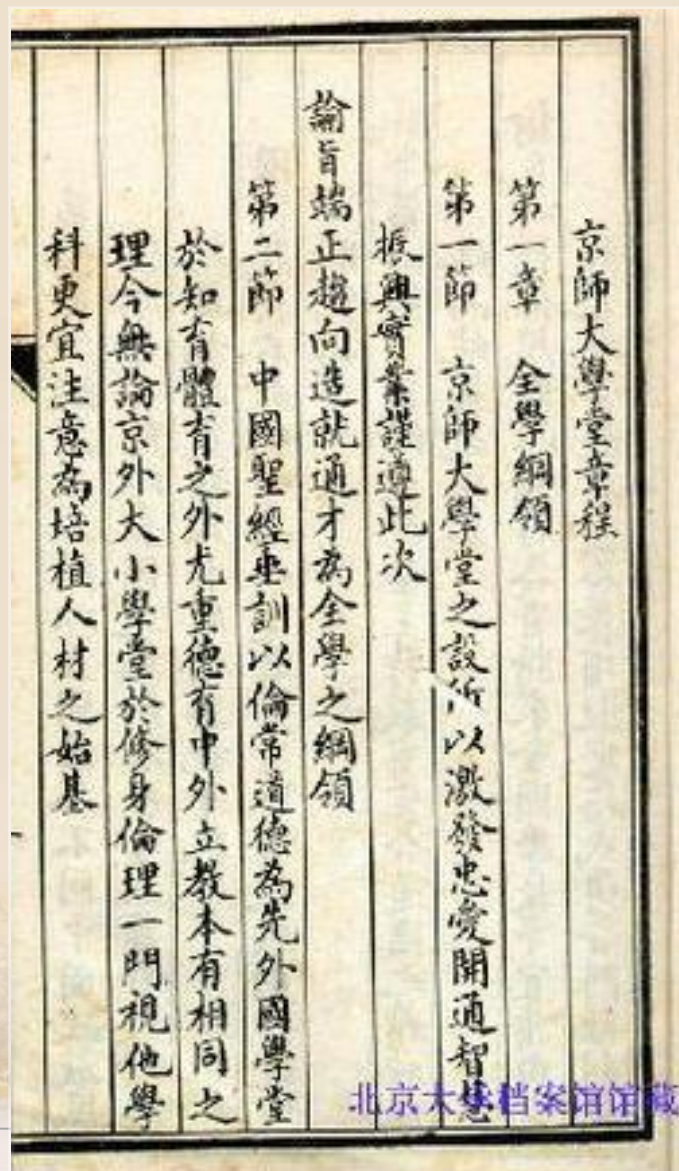 京師大學堂章程
第一章　全學綱領
第一節　京師大學堂之設所以激發忠愛開通智慧
振興實業謹遵此次
諭旨端正趨向造就通才為全學之綱領
第二節　中國聖經垂訓以倫常道德為先外國學堂
於知育體育之外尤重德育中外立教本有相同之
理今無論京外大小學堂於修身倫理一門視他學
科更宜注意為培植人材之始基
北京大学档案馆馆藏